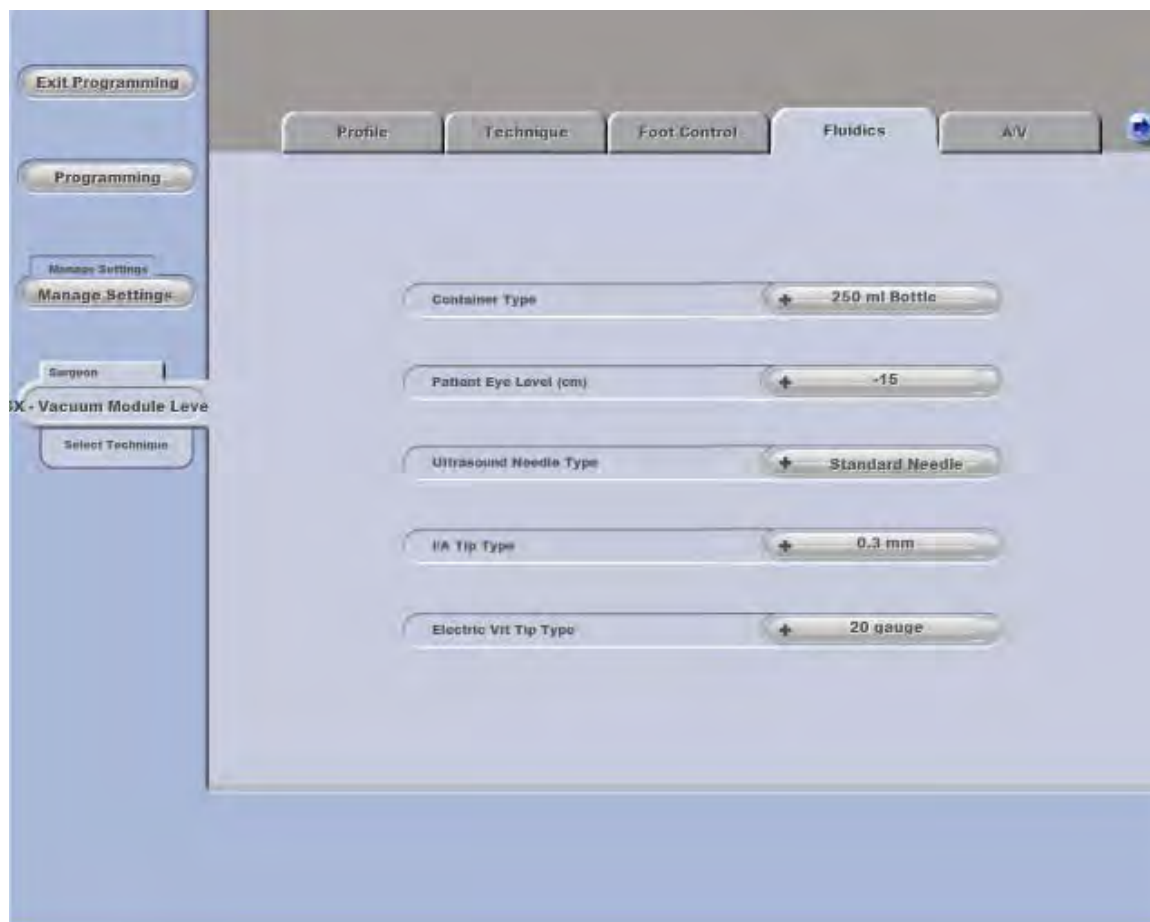 Exit Programming
Programming
Manage Settings
Manage Settings
Surgeon
X - Vacuum Module Leve
Select Technique
Profile
Technique
Foot Control
Fluidics
A/V
Container Type
250 ml Bottle
Patient Eye Level (cm)
-15
Ultrasound Needle Type
Standard Needle
I/A Tip Type
0.3 mm
Electric Vit Tip Type
20 gauge